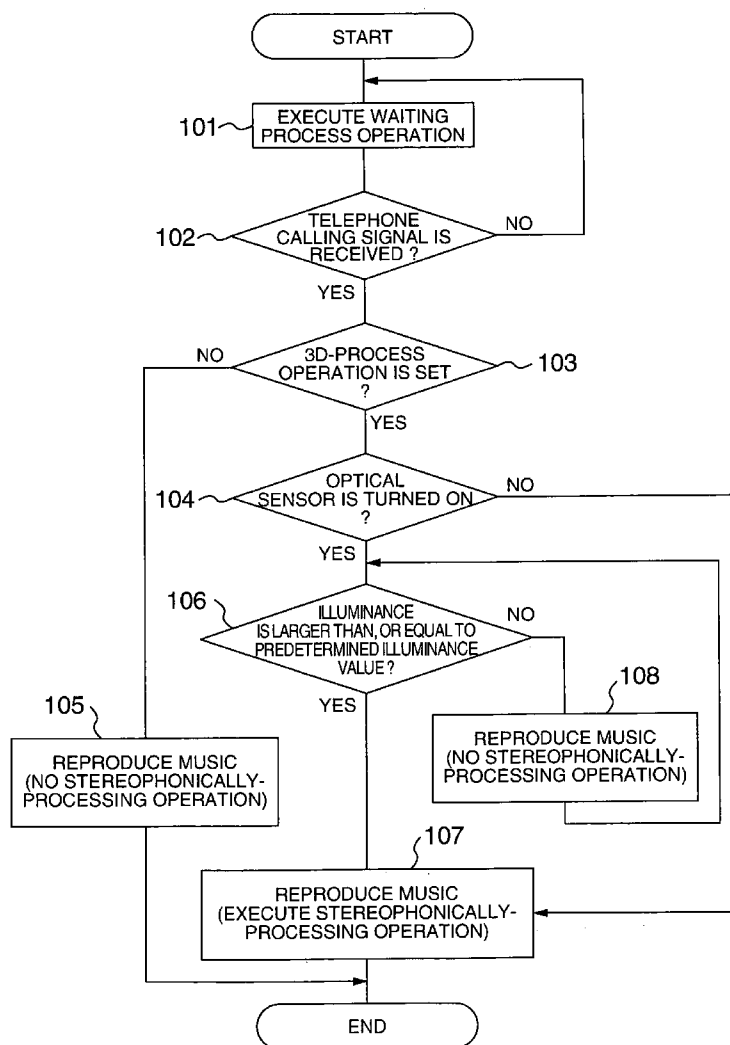 START
101
EXECUTE WAITING
PROCESS OPERATION
102
TELEPHONE
CALLING SIGNAL IS
RECEIVED ?
NO
YES
NO
3D-PROCESS
OPERATION IS SET
?
103
YES
104
OPTICAL
SENSOR IS TURNED ON
?
NO
YES
106
ILLUMINANCE
IS LARGER THAN, OR EQUAL TO
PREDETERMINED ILLUMINANCE
VALUE ?
NO
YES
105
REPRODUCE MUSIC
(NO STEREOPHONICALLY-
PROCESSING OPERATION)
108
REPRODUCE MUSIC
(NO STEREOPHONICALLY-
PROCESSING OPERATION)
107
REPRODUCE MUSIC
(EXECUTE STEREOPHONICALLY-
PROCESSING OPERATION)
END